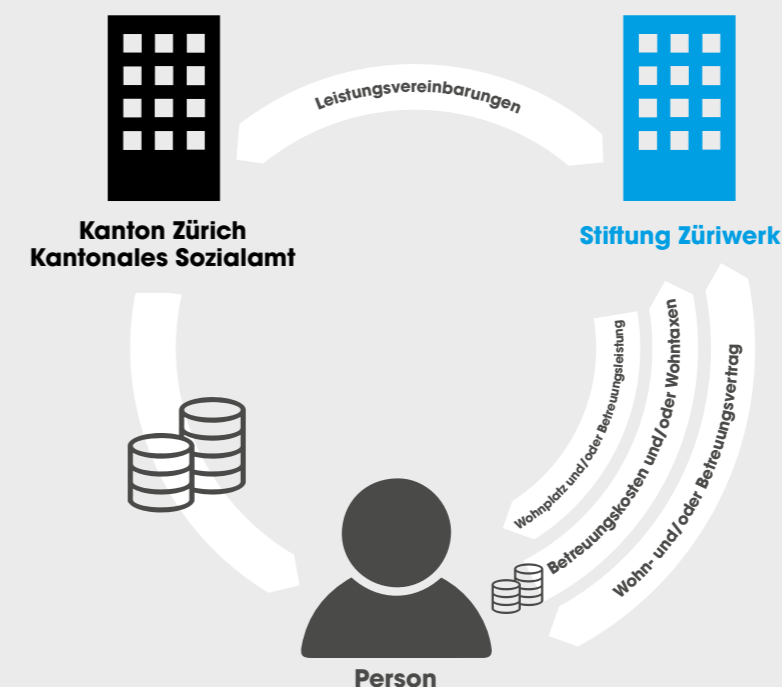 Leistungsvereinbarungen
Kanton Zürich
Kantonales Sozialamt
Stiftung Züriwerk
Wohnplatz und/oder Betreuungsleistung
Betreuungskosten und/oder Wohntaxen
Wohn- und/oder Betreuungsvertrag
Person